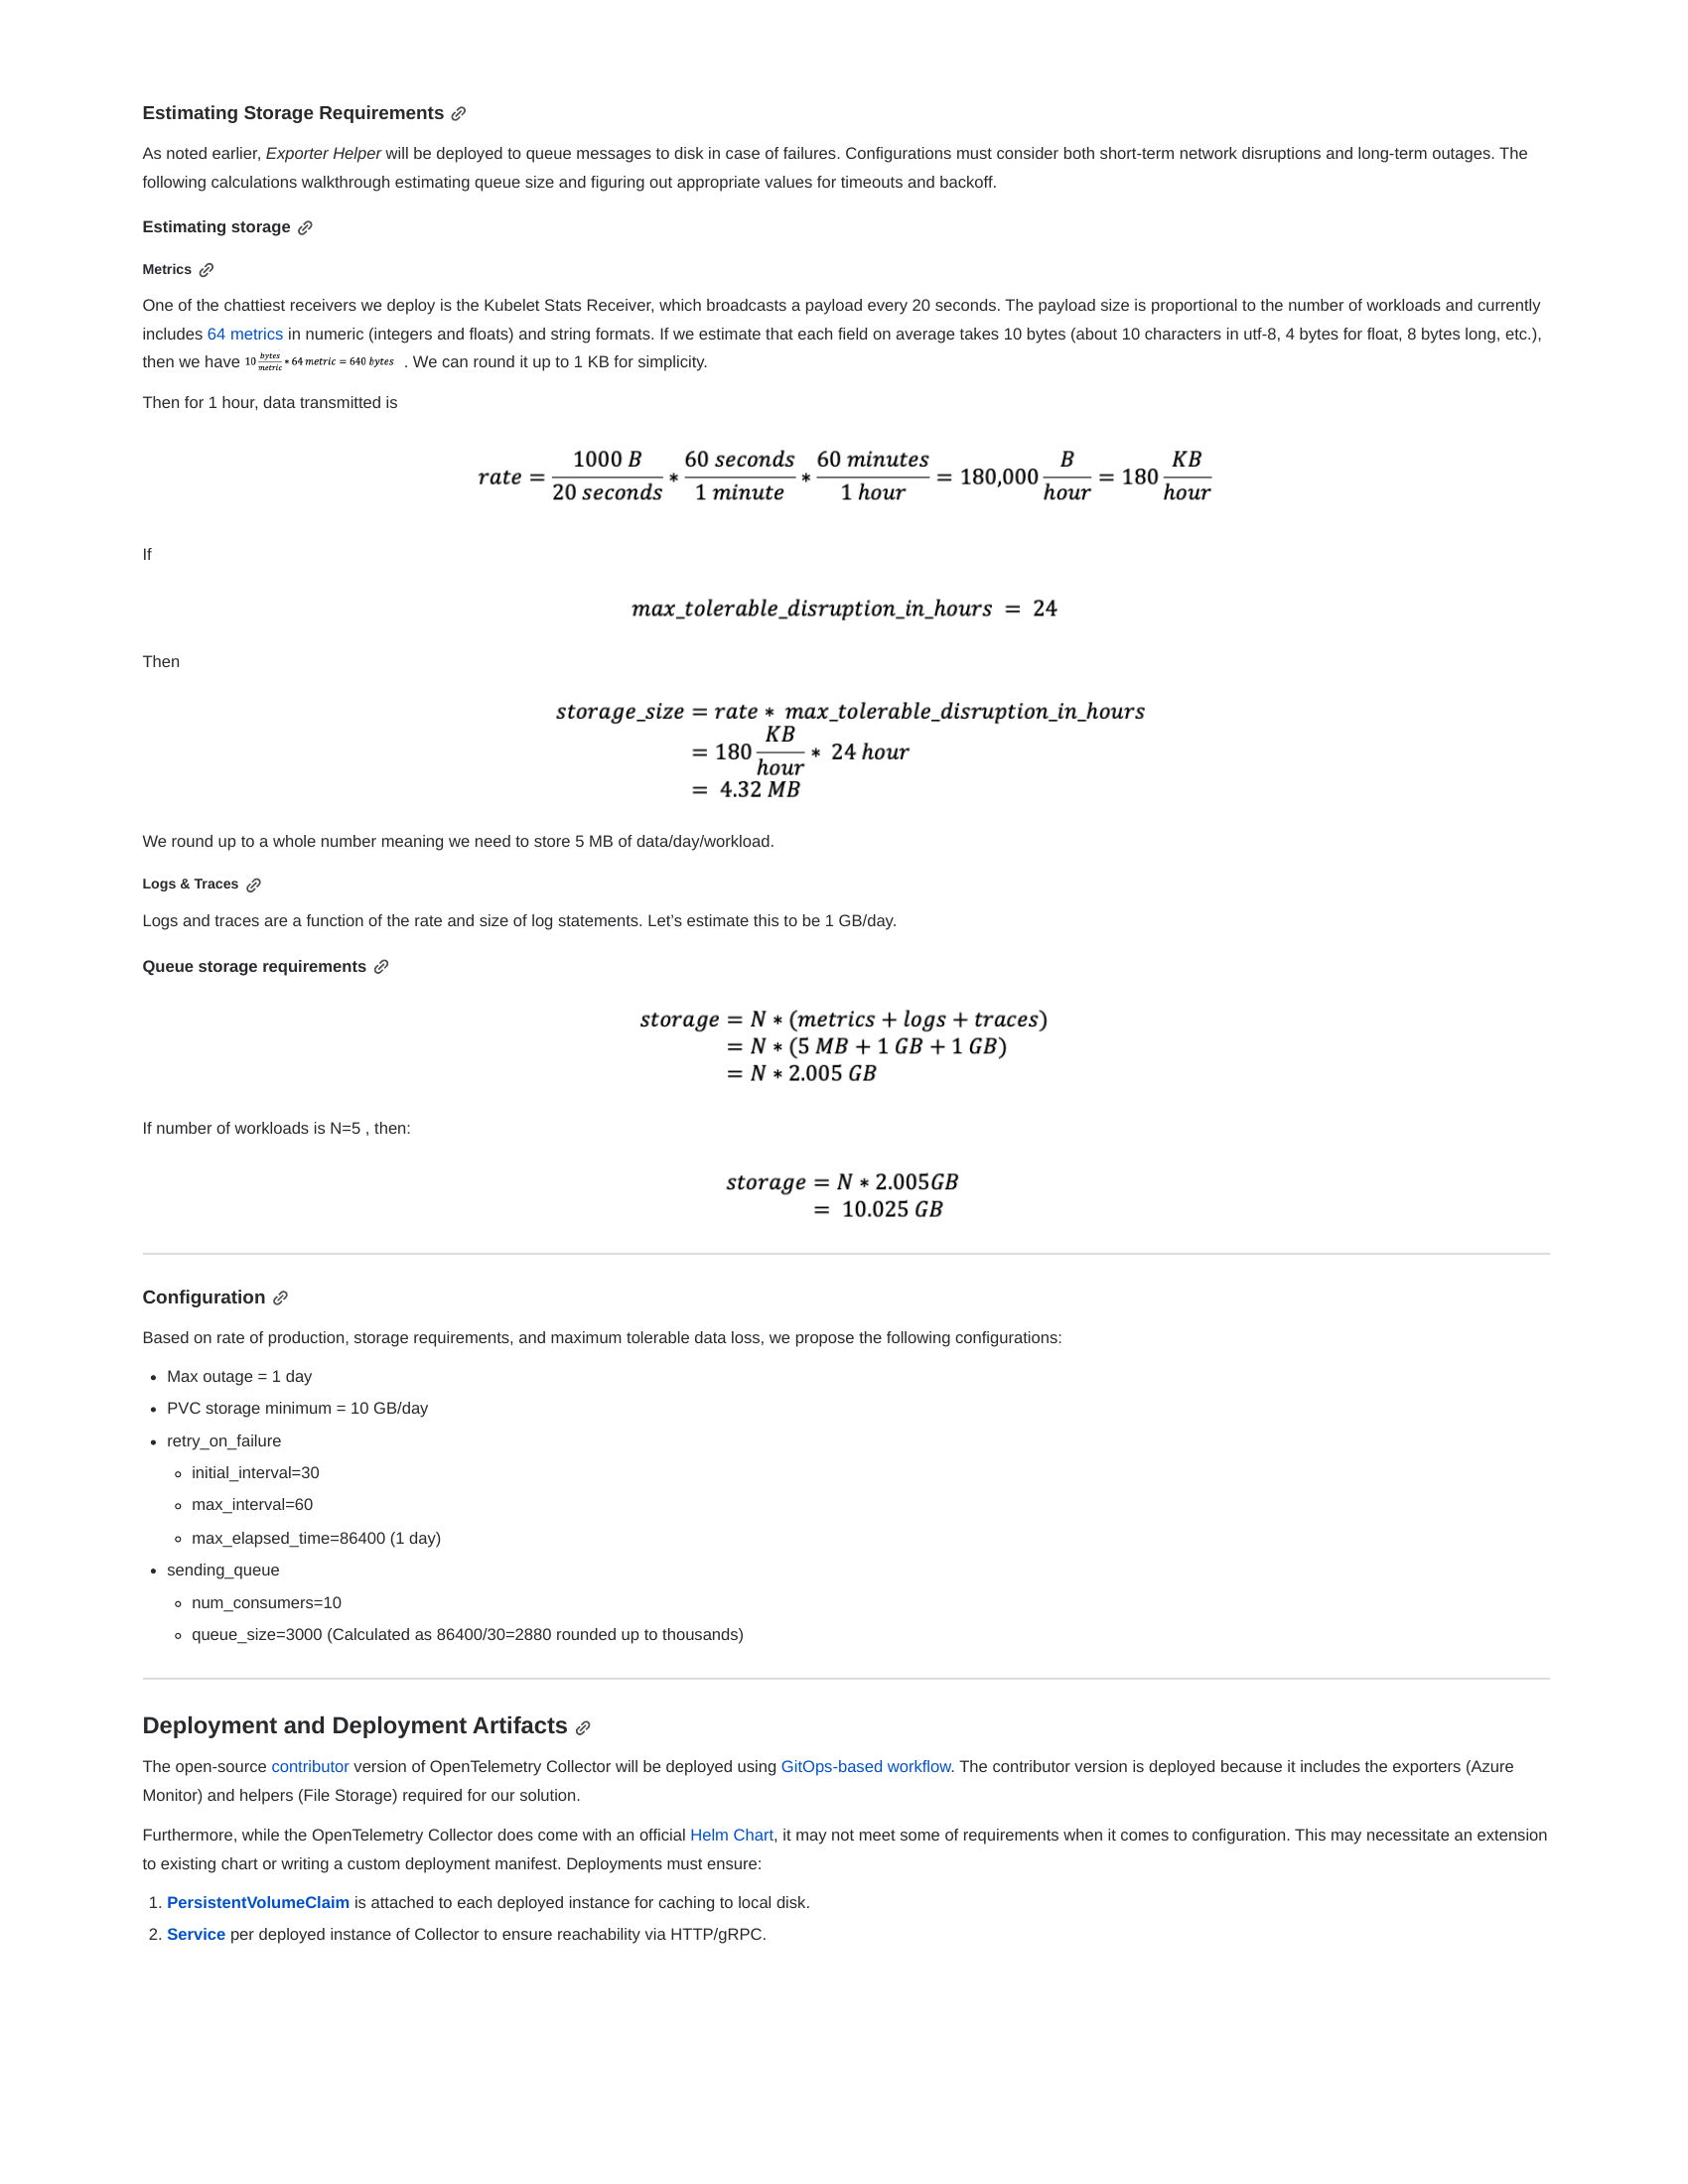 Estimating Storage Requirements
As noted earlier, Exporter Helper will be deployed to queue messages to disk in case of failures. Configurations must consider both short-term network disruptions and long-term outages. The
following calculations walkthrough estimating queue size and figuring out appropriate values for timeouts and backoff.
Estimating storage
Metrics
One of the chattiest receivers we deploy is the Kubelet Stats Receiver, which broadcasts a payload every 20 seconds. The payload size is proportional to the number of workloads and currently
includes 64 metrics in numeric (integers and floats) and string formats. If we estimate that each field on average takes 10 bytes (about 10 characters in utf-8, 4 bytes for float, 8 bytes long, etc.),
then we have 10 bytes/metric * 64 metric = 640 bytes . We can round it up to 1 KB for simplicity.
Then for 1 hour, data transmitted is
rate = 1000 B/20 seconds * 60 seconds/1 minute * 60 minutes/1 hour = 180,000 B/hour = 180 KB/hour
If
max_tolerable_disruption_in_hours = 24
Then
storage_size = rate * max_tolerable_disruption_in_hours
= 180 KB/hour * 24 hour
= 4.32 MB
We round up to a whole number meaning we need to store 5 MB of data/day/workload.
Logs & Traces
Logs and traces are a function of the rate and size of log statements. Let’s estimate this to be 1 GB/day.
Queue storage requirements
storage = N * (metrics + logs + traces)
= N * (5 MB + 1 GB + 1 GB)
= N * 2.005 GB
If number of workloads is N=5 , then:
storage = N * 2.005GB
= 10.025 GB
Configuration
Based on rate of production, storage requirements, and maximum tolerable data loss, we propose the following configurations:
• Max outage = 1 day
• PVC storage minimum = 10 GB/day
• retry_on_failure
◦ initial_interval=30
◦ max_interval=60
◦ max_elapsed_time=86400 (1 day)
• sending_queue
◦ num_consumers=10
◦ queue_size=3000 (Calculated as 86400/30=2880 rounded up to thousands)
Deployment and Deployment Artifacts
The open-source contributor version of OpenTelemetry Collector will be deployed using GitOps-based workflow. The contributor version is deployed because it includes the exporters (Azure
Monitor) and helpers (File Storage) required for our solution.
Furthermore, while the OpenTelemetry Collector does come with an official Helm Chart, it may not meet some of requirements when it comes to configuration. This may necessitate an extension
to existing chart or writing a custom deployment manifest. Deployments must ensure:
1. PersistentVolumeClaim is attached to each deployed instance for caching to local disk.
2. Service per deployed instance of Collector to ensure reachability via HTTP/gRPC.